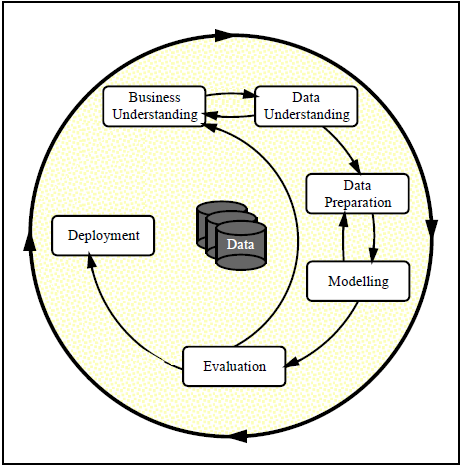 Business
Understanding
Data
Understanding
Data
Preparation
Deployment
Data
Modelling
Evaluation